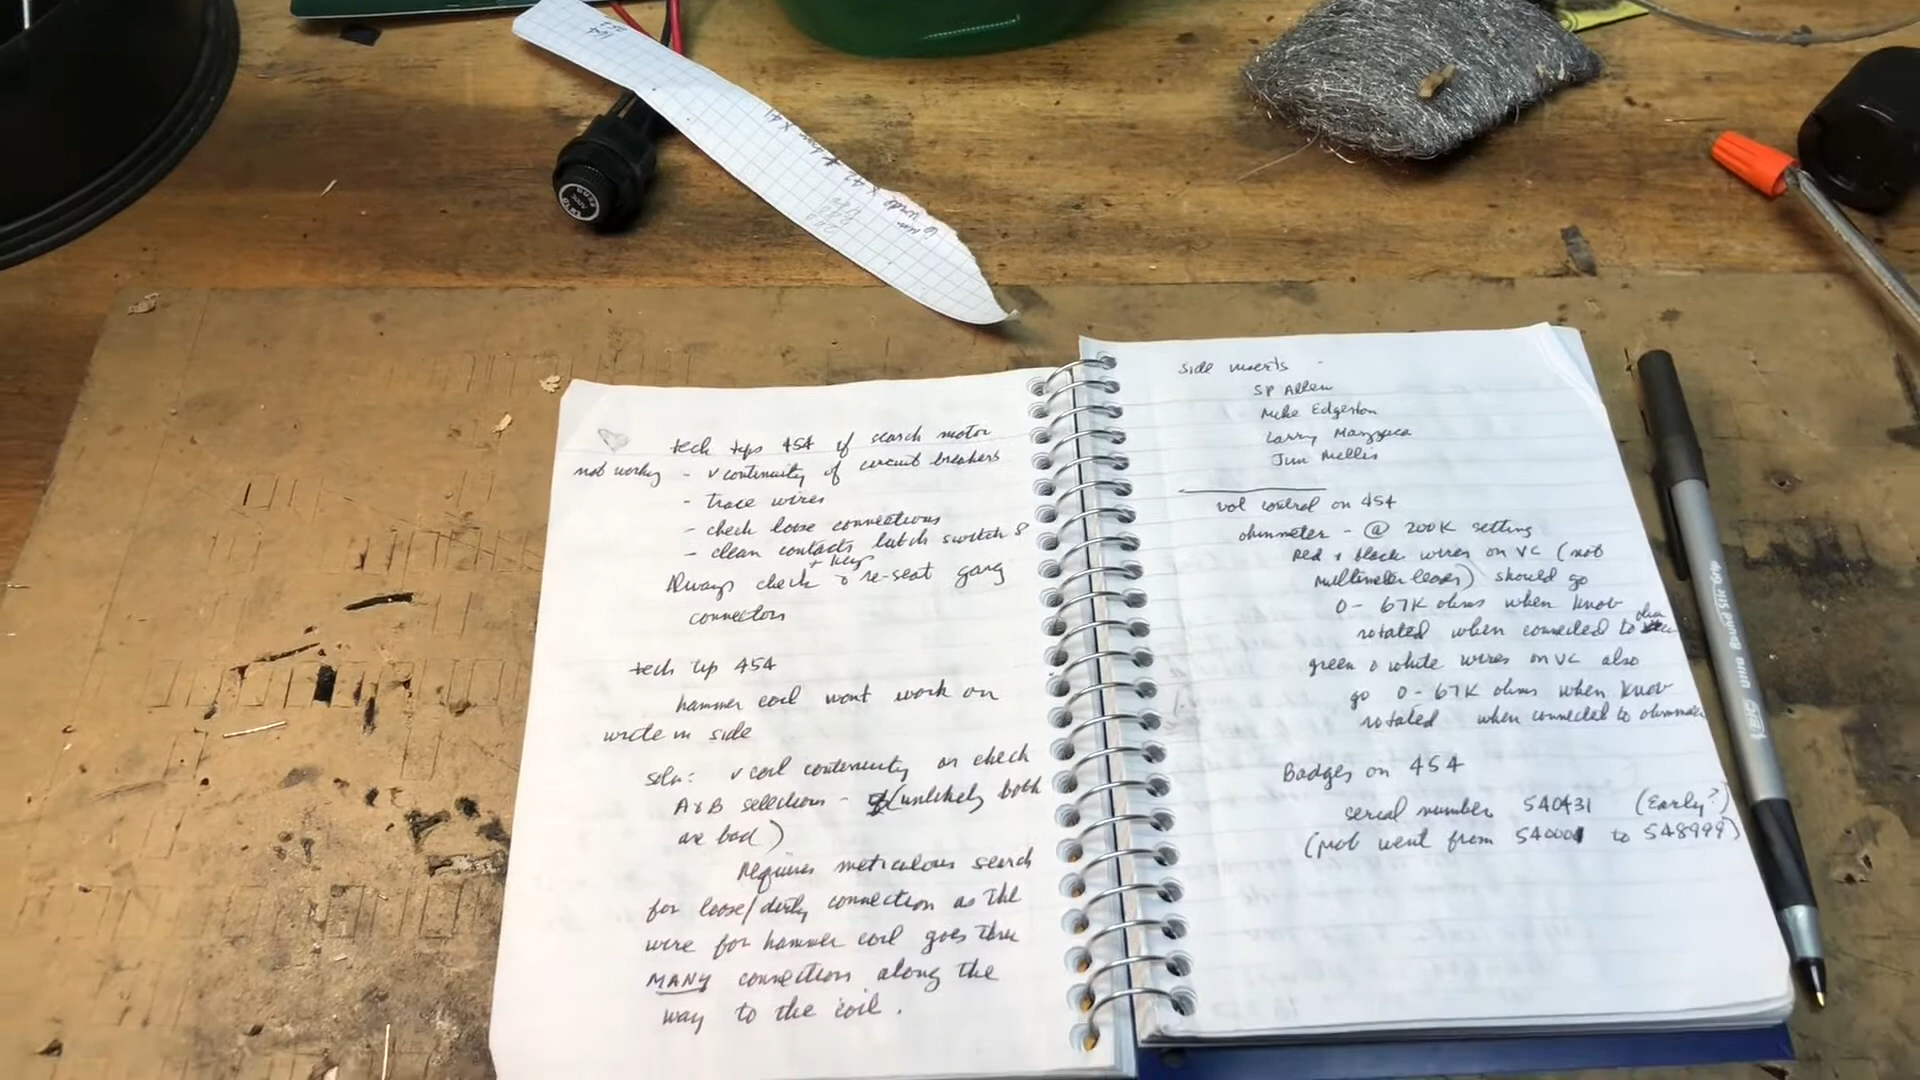 tech tips 454 if search motor
not working - v continuity of circuit breakers
- trace wires
- check loose connections
- clean contacts latch switch &
+ key
Always check & re-seat gang
connectors
tech tip 454
hammer coil wont work on
write in side
soln: v coil continuity on check
A & B selections - (unlikely both
are bad)
Requires meticulous search
for loose/dirty connection as the
wire for hammer coil goes thru
MANY connections along the
way to the coil.
side inserts -
SP Allen
Mike Edgerton
Larry
Jim
vol control on 454
ohmmeter - @ 200K setting
red & black wires on VC (not
multimeter leads) should go
0 - 67K ohms when knob
rotated when connected to ohm
green & white wires on VC also
go 0-67K ohms when knob
rotated when connected to ohmmeter
Badges on 454
serial number 540431 (Early?)
(prob went from 540001 to 548999)
BIC Round Stic Grip